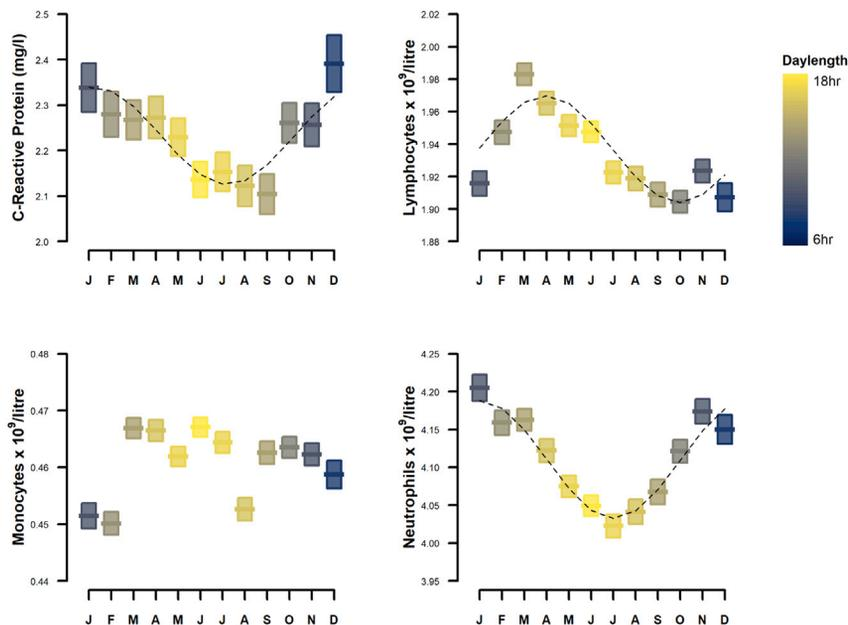 C-Reactive Protein (mg/l)
2.5
2.4
2.3
2.2
2.1
2.0
J F M A M J J A S O N D
Lymphocytes x 10⁹/litre
2.02
2.00
1.98
1.96
1.94
1.92
1.90
1.88
J F M A M J J A S O N D
Daylength
18hr
6hr
Monocytes x 10⁹/litre
0.48
0.47
0.46
0.45
0.44
J F M A M J J A S O N D
Neutrophils x 10⁹/litre
4.25
4.20
4.15
4.10
4.05
4.00
3.95
J F M A M J J A S O N D